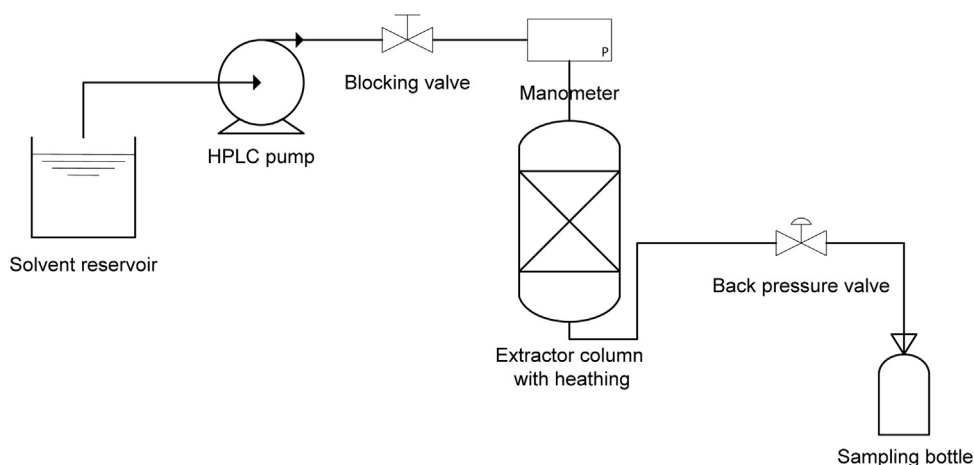 P
Blocking valve
Manometer
HPLC pump
Solvent reservoir
Back pressure valve
Extractor column
with heathing
Sampling bottle